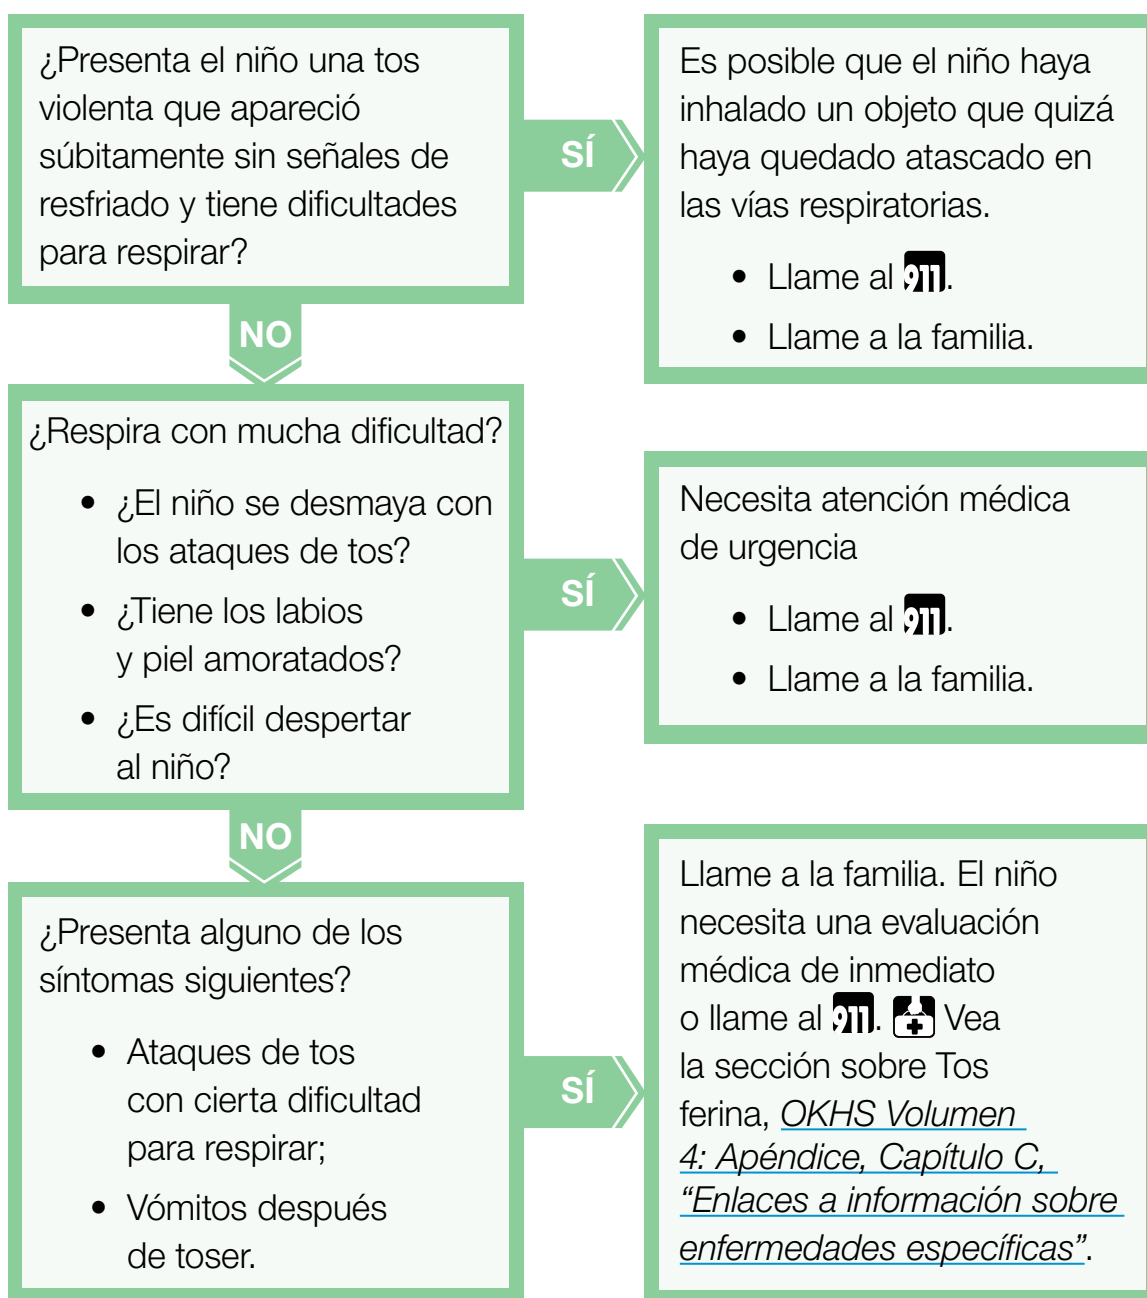 ¿Presenta el niño una tos
violenta que apareció
súbitamente sin señales de
resfriado y tiene dificultades
para respirar?
SÍ
Es posible que el niño haya
inhalado un objeto que quizá
haya quedado atascado en
las vías respiratorias.
• Llame al 911.
• Llame a la familia.
NO
¿Respira con mucha dificultad?
• ¿El niño se desmaya con
los ataques de tos?
• ¿Tiene los labios
y piel amoratados?
• ¿Es difícil despertar
al niño?
SÍ
Necesita atención médica
de urgencia
• Llame al 911.
• Llame a la familia.
NO
¿Presenta alguno de los
síntomas siguientes?
• Ataques de tos
con cierta dificultad
para respirar;
• Vómitos después
de toser.
SÍ
Llame a la familia. El niño
necesita una evaluación
médica de inmediato
o llame al 911. Vea
la sección sobre Tos
ferina, OKHS Volumen
4: Apéndice, Capítulo C,
“Enlaces a información sobre
enfermedades específicas”.